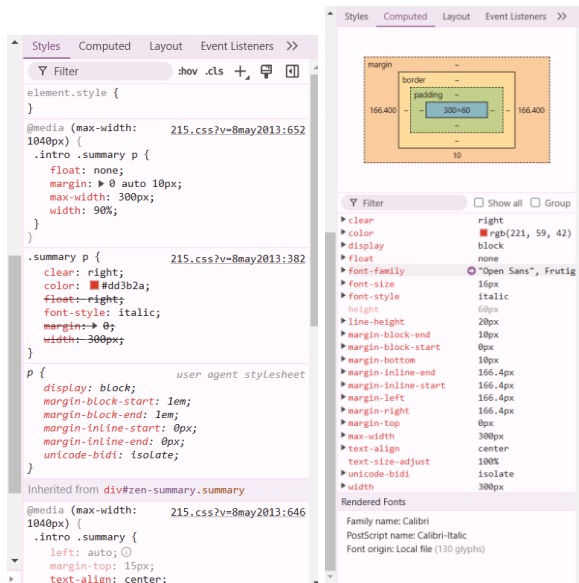 Styles Computed Layout Event Listeners
Filter :hov .cls
element.style {
}
@media (max-width: 215.css?v=8may2013:652
1040px) {
.intro .summary p {
float: none;
margin: 0 auto 10px;
max-width: 300px;
width: 90%;
}
}
.summary p { 215.css?v=8may2013:382
clear: right;
color: #dd3b2a;
float: right;
font-style: italic;
margin: 0;
width: 300px;
}
p { user agent stylesheet
display: block;
margin-block-start: 1em;
margin-block-end: 1em;
margin-inline-start: 0px;
margin-inline-end: 0px;
unicode-bidi: isolate;
}
Inherited from div#zen-summary.summary
@media (max-width: 215.css?v=8may2013:646
1040px) {
.intro .summary {
left: auto;
margin-top: 15px;
text-align: center;
Styles Computed Layout Event Listeners
margin –
border –
padding –
166.400 – – 300×60 – – 166.400
–
–
10
Filter Show all Group
clear right
color rgb(221, 59, 42)
display block
float none
font-family "Open Sans", Frutig
font-size 16px
font-style italic
height 60px
line-height 20px
margin-block-end 10px
margin-block-start 0px
margin-bottom 10px
margin-inline-end 166.4px
margin-inline-start 166.4px
margin-left 166.4px
margin-right 166.4px
margin-top 0px
max-width 300px
text-align center
text-size-adjust 100%
unicode-bidi isolate
width 300px
Rendered Fonts
Family name: Calibri
PostScript name: Calibri-Italic
Font origin: Local file (130 glyphs)